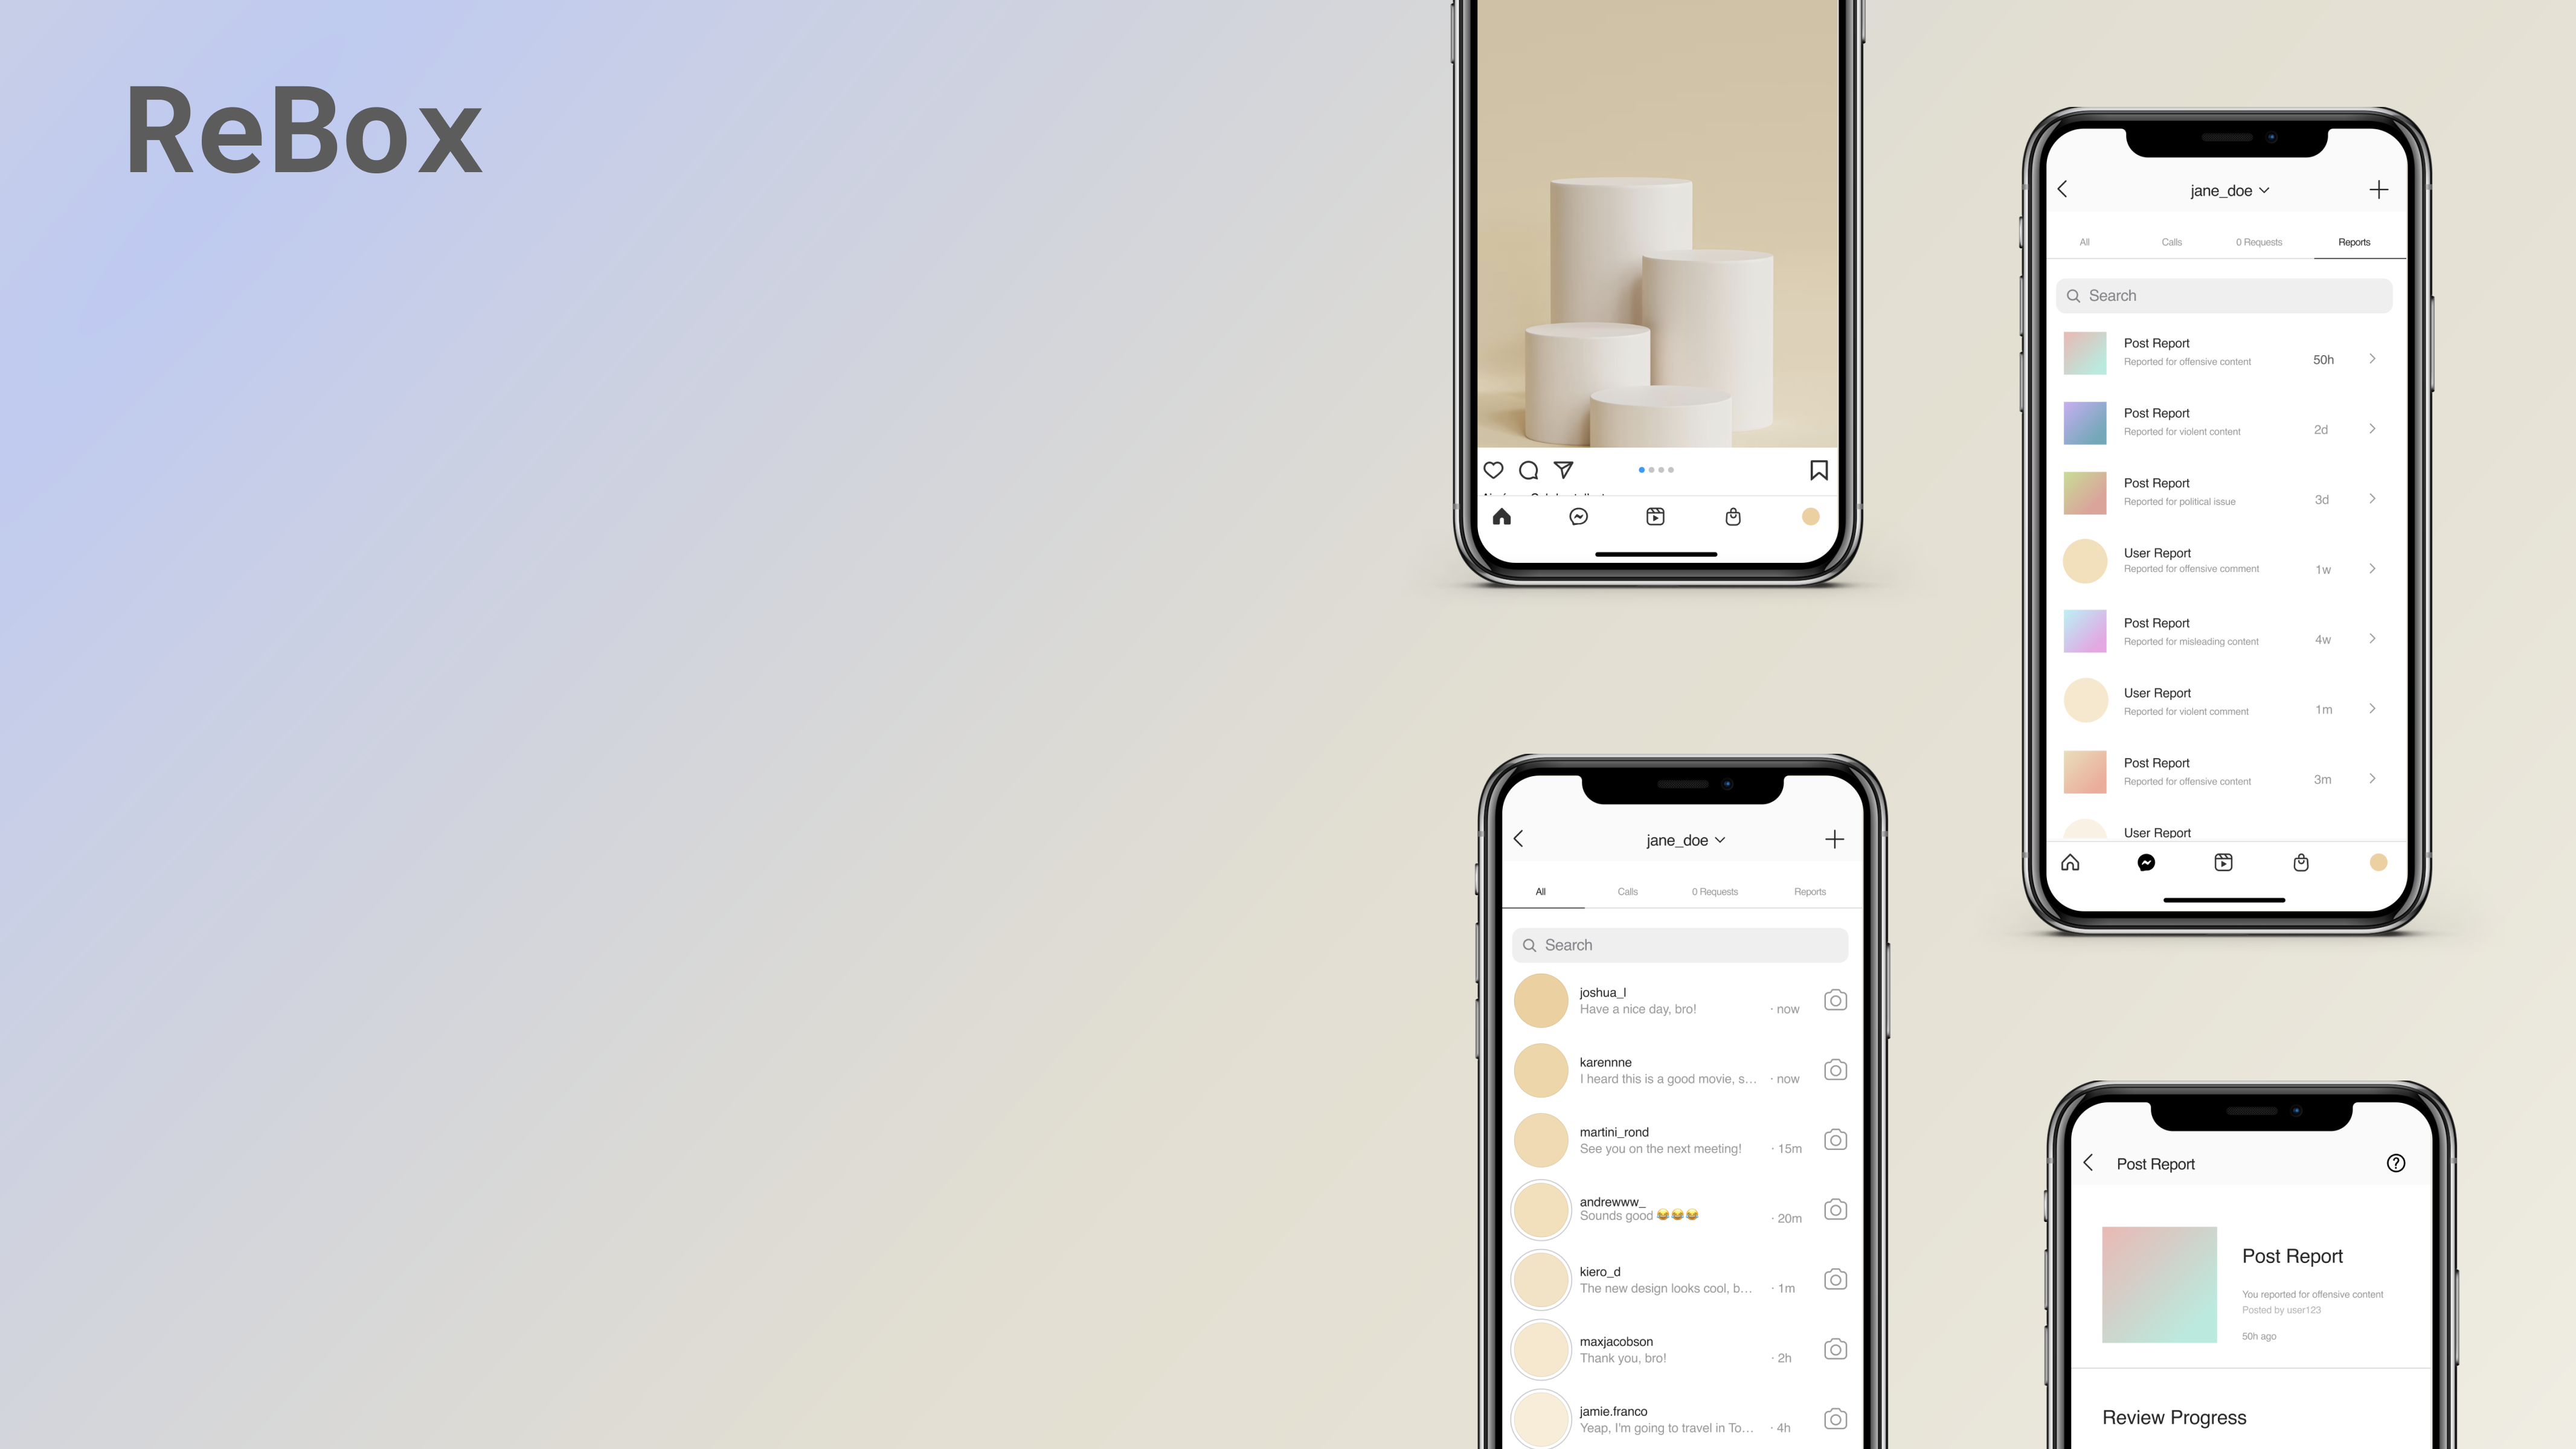 ReBox
jane_doe
All Calls 0 Requests Reports
Search
Post Report
Reported for offensive content
50h
Post Report
Reported for violent content
2d
Post Report
Reported for political issue
3d
User Report
Reported for offensive comment
1w
Post Report
Reported for misleading content
4w
User Report
Reported for violent comment
1m
Post Report
Reported for offensive content
3m
User Report
jane_doe
All Calls 0 Requests Reports
Search
joshua_l
Have a nice day, bro! · now
karennne
I heard this is a good movie, s... · now
martini_rond
See you on the next meeting! · 15m
andrewww_
Sounds good 😂😂😂 · 20m
kiero_d
The new design looks cool, b... · 1m
maxjacobson
Thank you, bro! · 2h
jamie.franco
Yeap, I'm going to travel in To... · 4h
Post Report
Post Report
You reported for offensive content
Posted by user123
50h ago
Review Progress